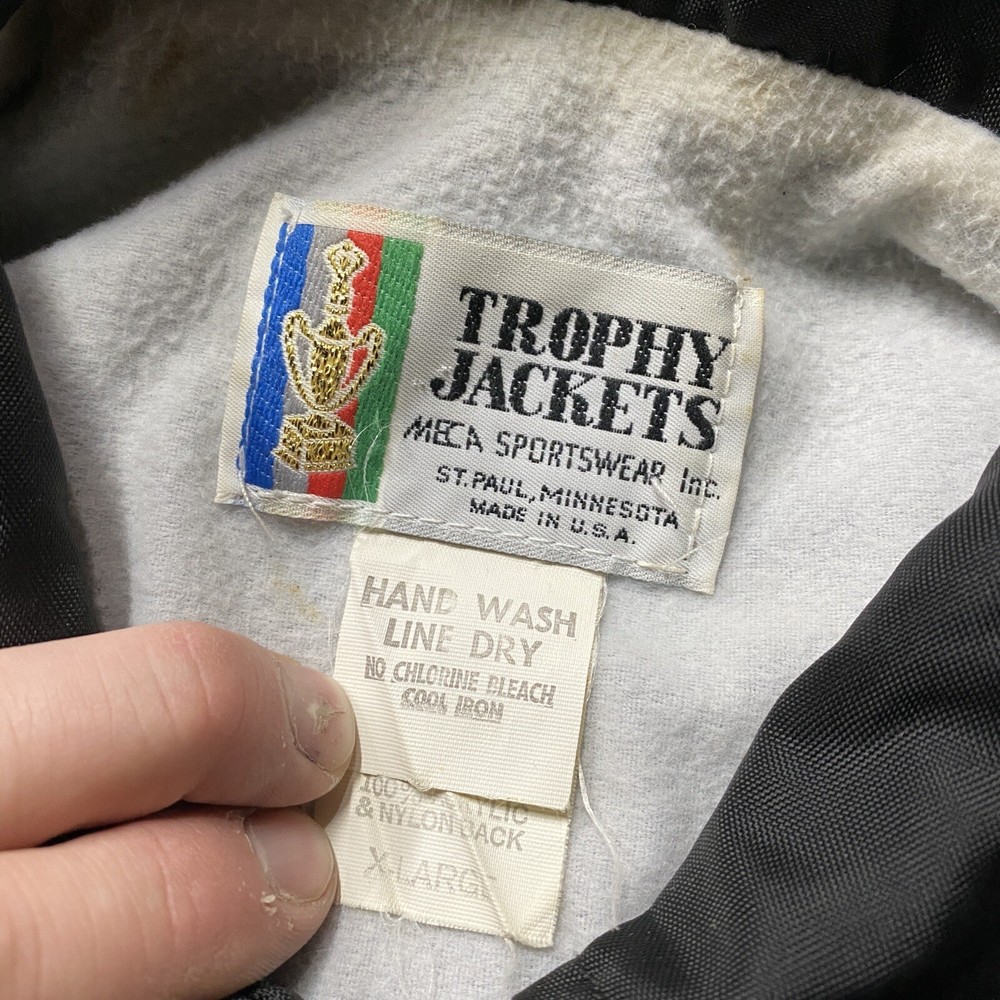 TROPHY
JACKETS
MECA SPORTSWEAR Inc.
ST. PAUL, MINNESOTA
MADE IN U.S.A.
HAND WASH
LINE DRY
NO CHLORINE BLEACH
COOL IRON
& NYLON BACK
X-LARGE